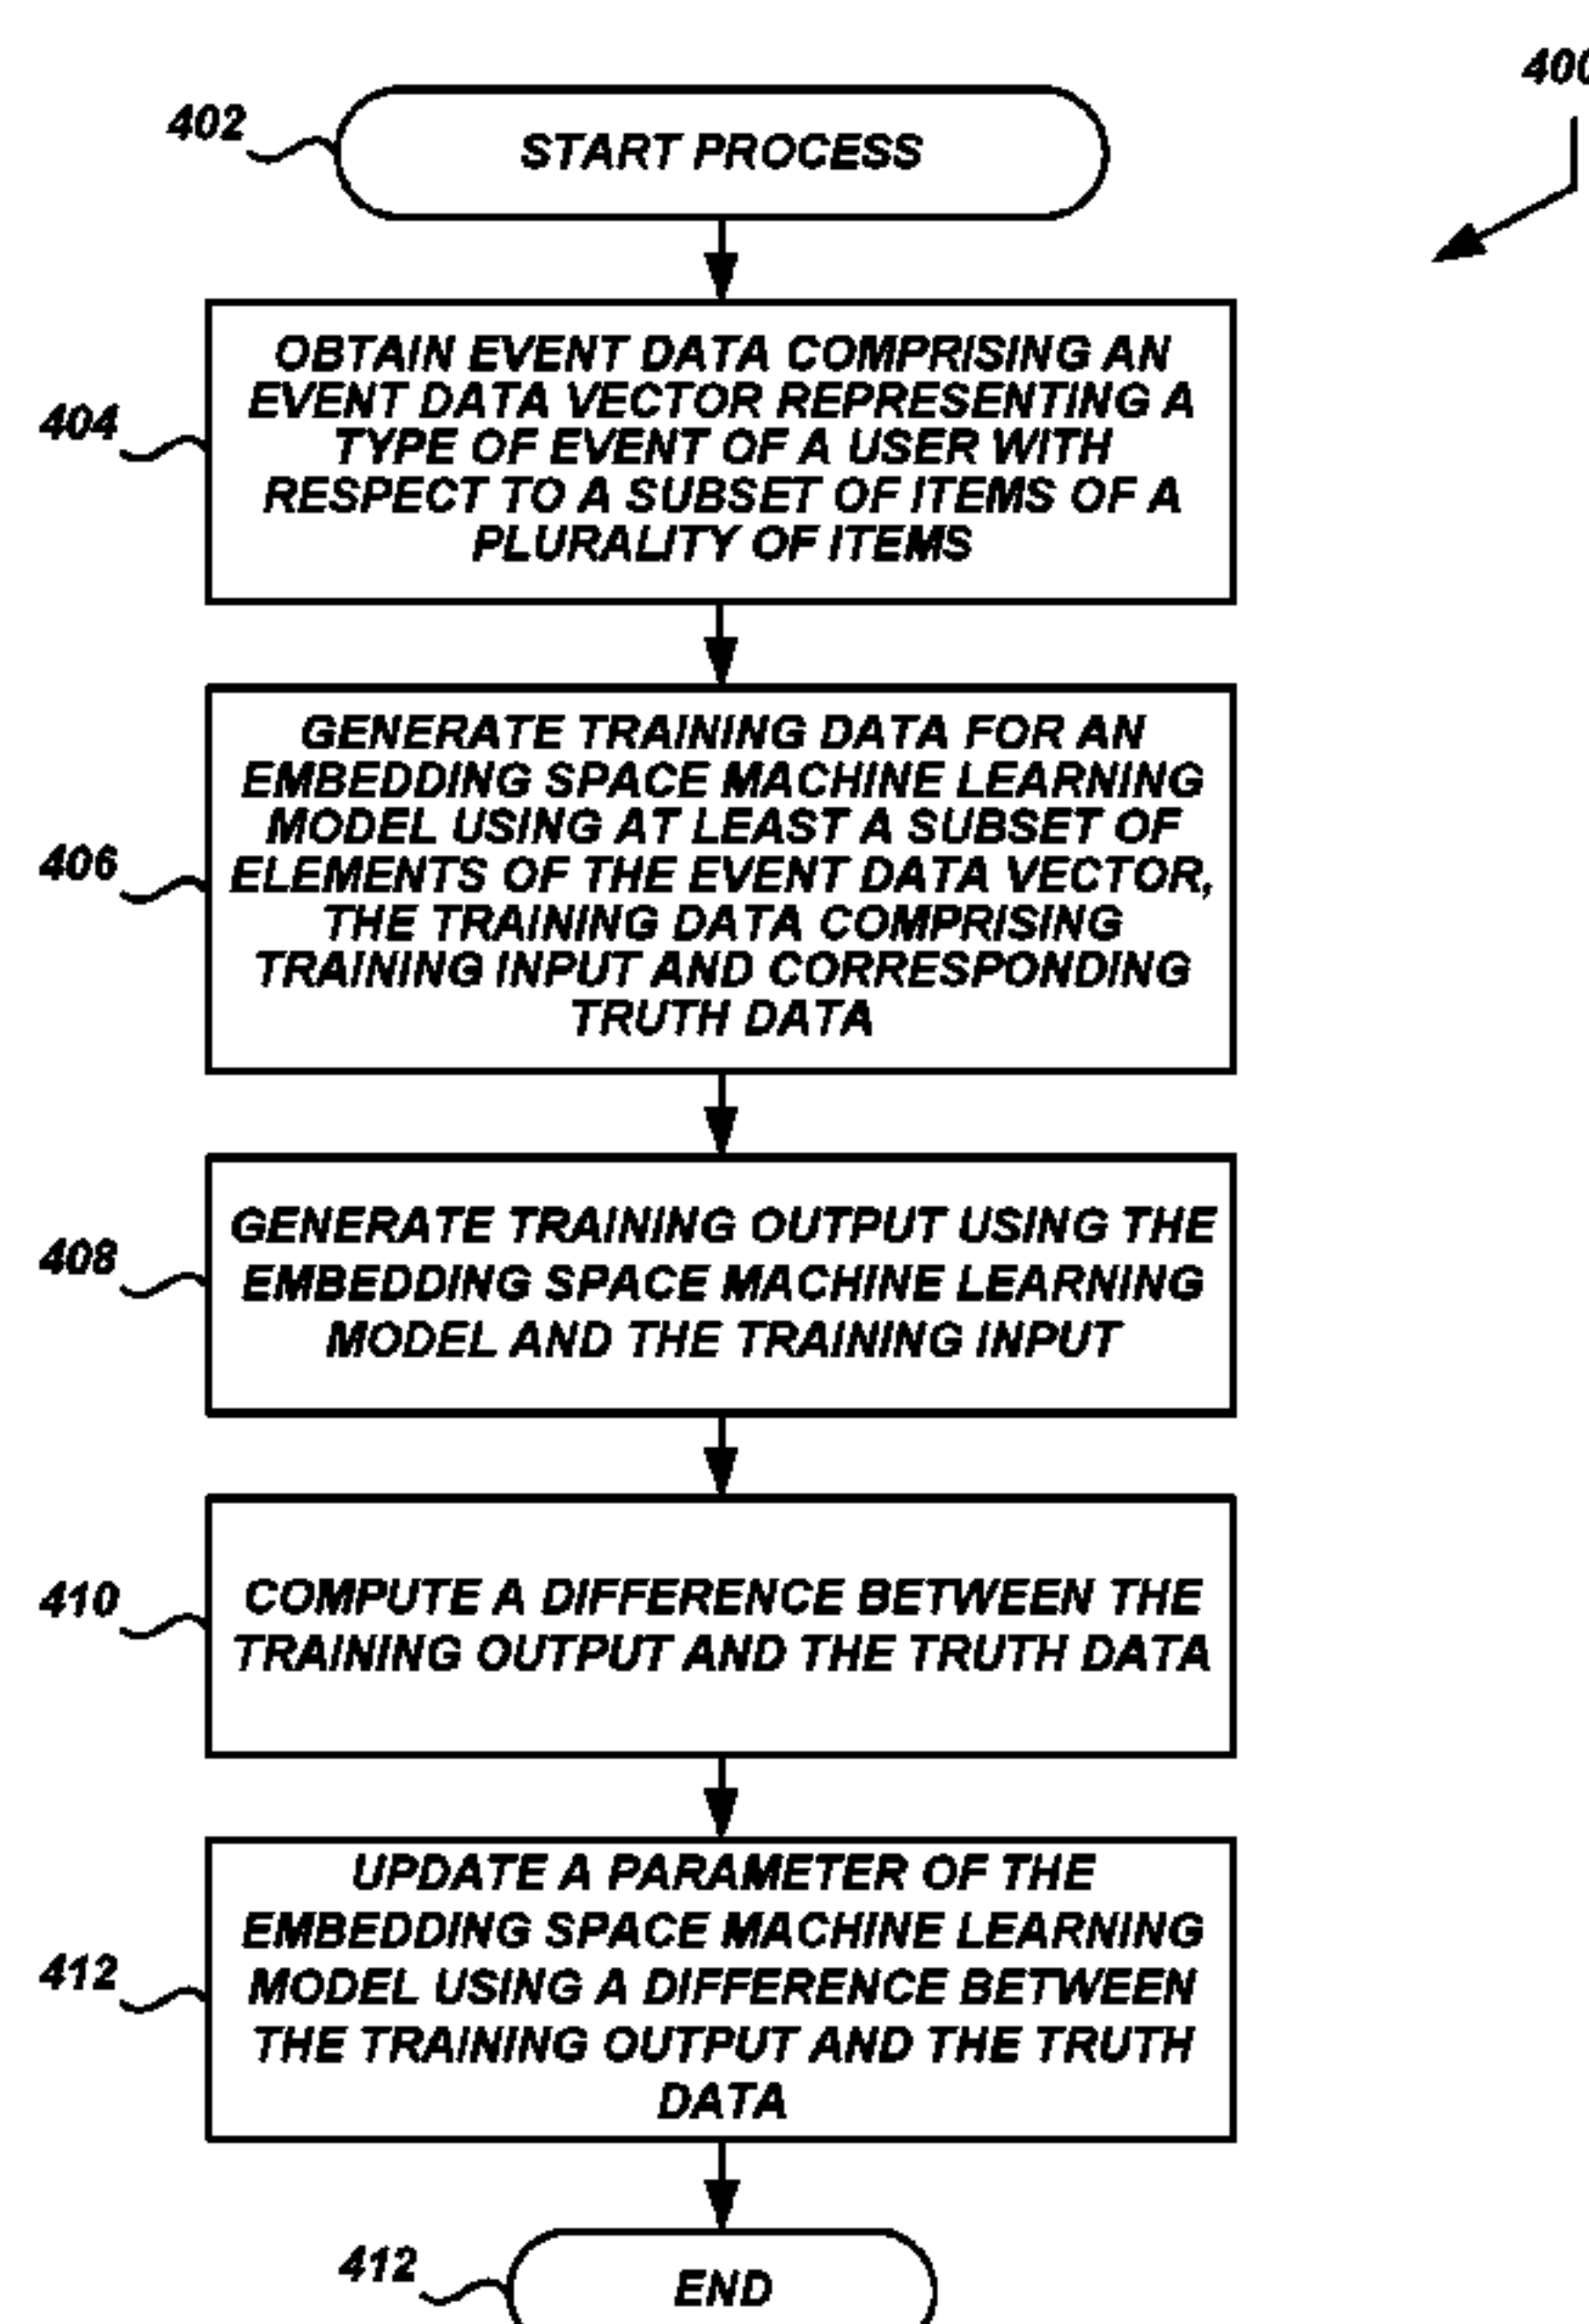 400
402
START PROCESS
404
OBTAIN EVENT DATA COMPRISING AN
EVENT DATA VECTOR REPRESENTING A
TYPE OF EVENT OF A USER WITH
RESPECT TO A SUBSET OF ITEMS OF A
PLURALITY OF ITEMS
406
GENERATE TRAINING DATA FOR AN
EMBEDDING SPACE MACHINE LEARNING
MODEL USING AT LEAST A SUBSET OF
ELEMENTS OF THE EVENT DATA VECTOR,
THE TRAINING DATA COMPRISING
TRAINING INPUT AND CORRESPONDING
TRUTH DATA
408
GENERATE TRAINING OUTPUT USING THE
EMBEDDING SPACE MACHINE LEARNING
MODEL AND THE TRAINING INPUT
410
COMPUTE A DIFFERENCE BETWEEN THE
TRAINING OUTPUT AND THE TRUTH DATA
412
UPDATE A PARAMETER OF THE
EMBEDDING SPACE MACHINE LEARNING
MODEL USING A DIFFERENCE BETWEEN
THE TRAINING OUTPUT AND THE TRUTH
DATA
412
END